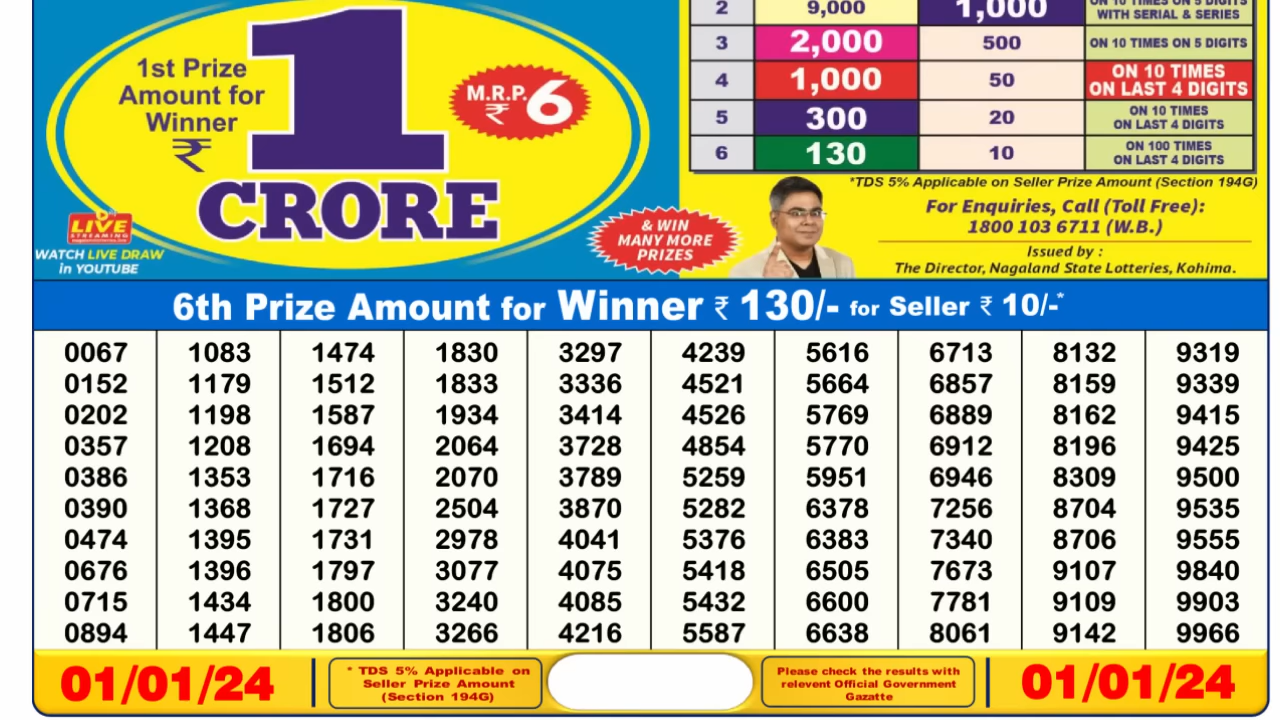 1st Prize
Amount for
Winner
₹
1
CRORE
M.R.P.
₹ 6
LIVE
STREAMING
WATCH LIVE DRAW
in YOUTUBE
2 9,000 1,000 ON 10 TIMES ON 5 DIGITS
WITH SERIAL & SERIES
3 2,000 500 ON 10 TIMES ON 5 DIGITS
4 1,000 50 ON 10 TIMES
ON LAST 4 DIGITS
5 300 20 ON 10 TIMES
ON LAST 4 DIGITS
6 130 10 ON 100 TIMES
ON LAST 4 DIGITS
*TDS 5% Applicable on Seller Prize Amount (Section 194G)
& WIN
MANY MORE
PRIZES
For Enquiries, Call (Toll Free):
1800 103 6711 (W.B.)
Issued by :
The Director, Nagaland State Lotteries, Kohima.
6th Prize Amount for Winner ₹ 130/- for Seller ₹ 10/-*
0067 1083 1474 1830 3297 4239 5616 6713 8132 9319
0152 1179 1512 1833 3336 4521 5664 6857 8159 9339
0202 1198 1587 1934 3414 4526 5769 6889 8162 9415
0357 1208 1694 2064 3728 4854 5770 6912 8196 9425
0386 1353 1716 2070 3789 5259 5951 6946 8309 9500
0390 1368 1727 2504 3870 5282 6378 7256 8704 9535
0474 1395 1731 2978 4041 5376 6383 7340 8706 9555
0676 1396 1797 3077 4075 5418 6505 7673 9107 9840
0715 1434 1800 3240 4085 5432 6600 7781 9109 9903
0894 1447 1806 3266 4216 5587 6638 8061 9142 9966
01/01/24
* TDS 5% Applicable on
Seller Prize Amount
(Section 194G)
Please check the results with
relevent Official Government
Gazatte
01/01/24